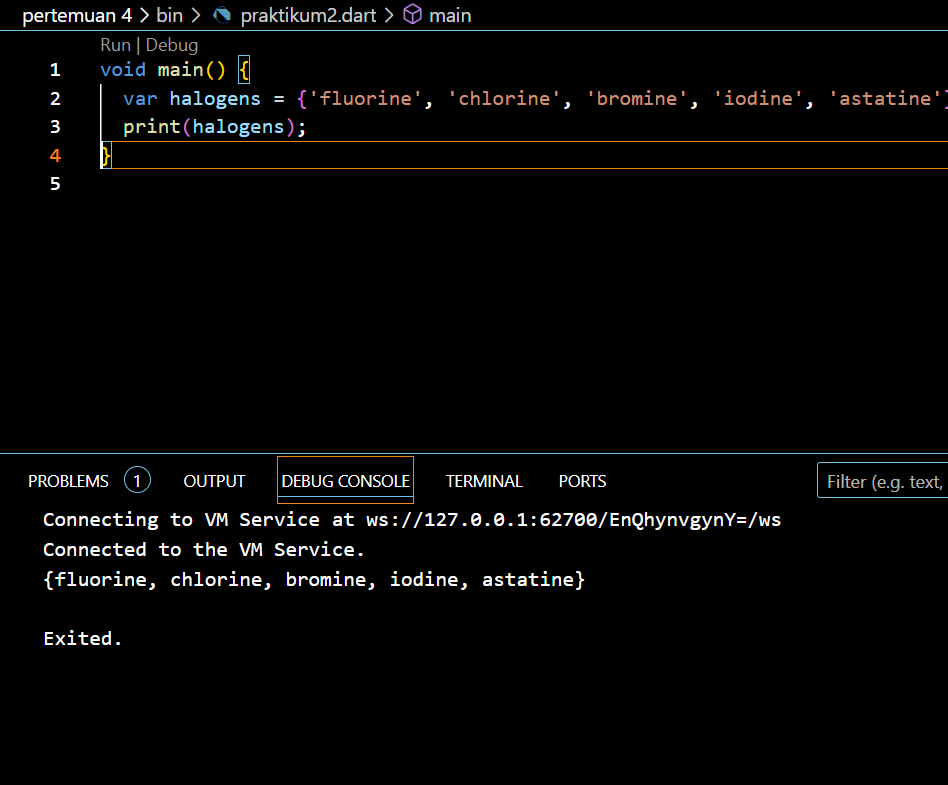 pertemuan 4 > bin > praktikum2.dart > main
Run | Debug
1 void main() {
2   var halogens = {'fluorine', 'chlorine', 'bromine', 'iodine', 'astatine'}
3   print(halogens);
4 }
5
PROBLEMS 1 OUTPUT DEBUG CONSOLE TERMINAL PORTS Filter (e.g. text,
Connecting to VM Service at ws://127.0.0.1:62700/EnQhynvgynY=/ws
Connected to the VM Service.
{fluorine, chlorine, bromine, iodine, astatine}
Exited.